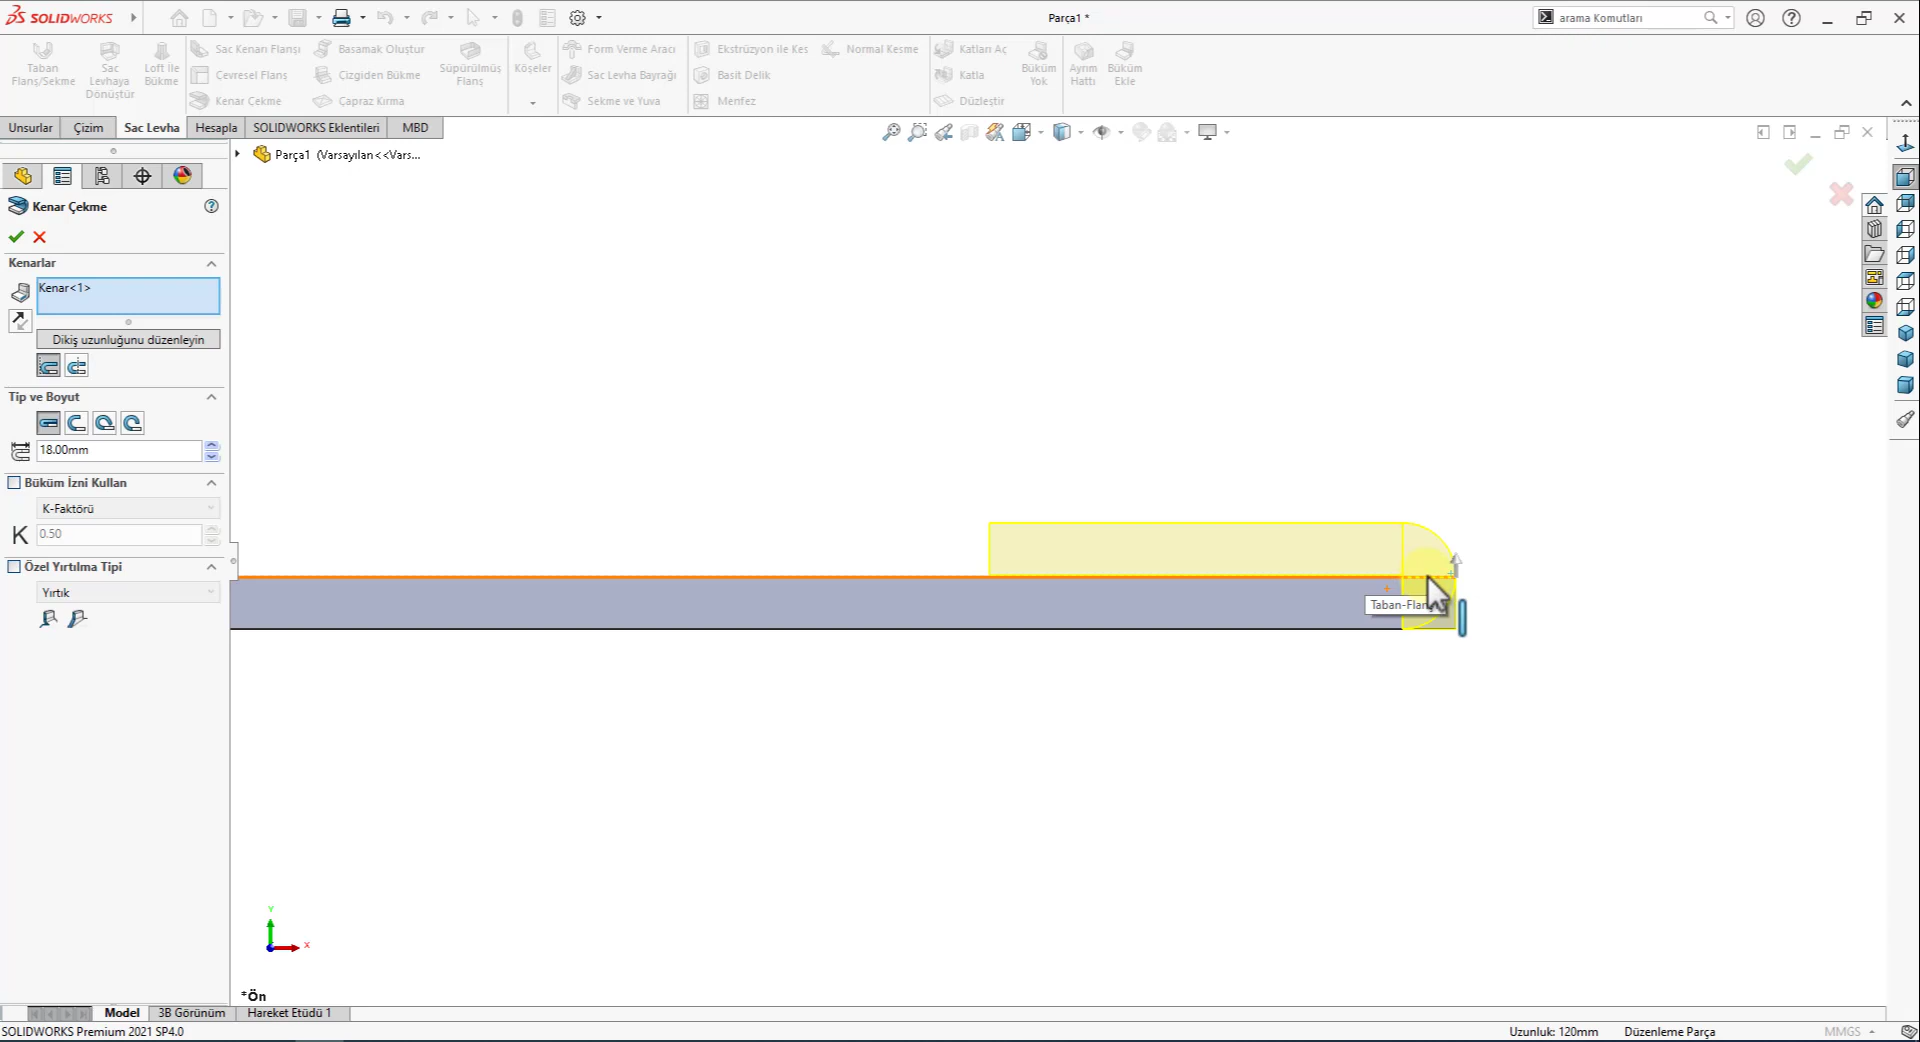 SOLIDWORKS
Parça1 *
arama Komutları
Taban Flanş/Sekme
Sac Levhaya Dönüştür
Loft İle Bükme
Sac Kenarı Flanşı
Çevresel Flanş
Kenar Çekme
Basamak Oluştur
Çizgiden Bükme
Çapraz Kırma
Süpürülmüş Flanş
Köşeler
Form Verme Aracı
Sac Levha Bayrağı
Sekme ve Yuva
Ekstrüzyon ile Kes
Basit Delik
Menfez
Normal Kesme
Katları Aç
Katla
Düzleştir
Büküm Yok
Ayrım Hattı
Büküm Ekle
Unsurlar
Çizim
Sac Levha
Hesapla
SOLIDWORKS Eklentileri
MBD
Parça1 (Varsayılan<<Vars...
Kenar Çekme
Kenarlar
Kenar<1>
Dikiş uzunluğunu düzenleyin
Tip ve Boyut
18.00mm
Büküm İzni Kullan
K-Faktörü
K
0.50
Özel Yırtılma Tipi
Yırtık
Y
X
*Ön
Model
3B Görünüm
Hareket Etüdü 1
SOLIDWORKS Premium 2021 SP4.0
Uzunluk: 120mm
Düzenleme Parça
MMGS